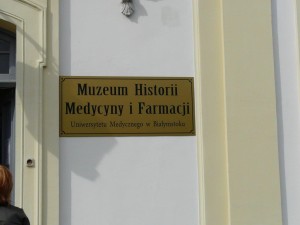 Muzeum Historii
Medycyny i Farmacji
Uniwersytetu Medycznego w Białymstoku